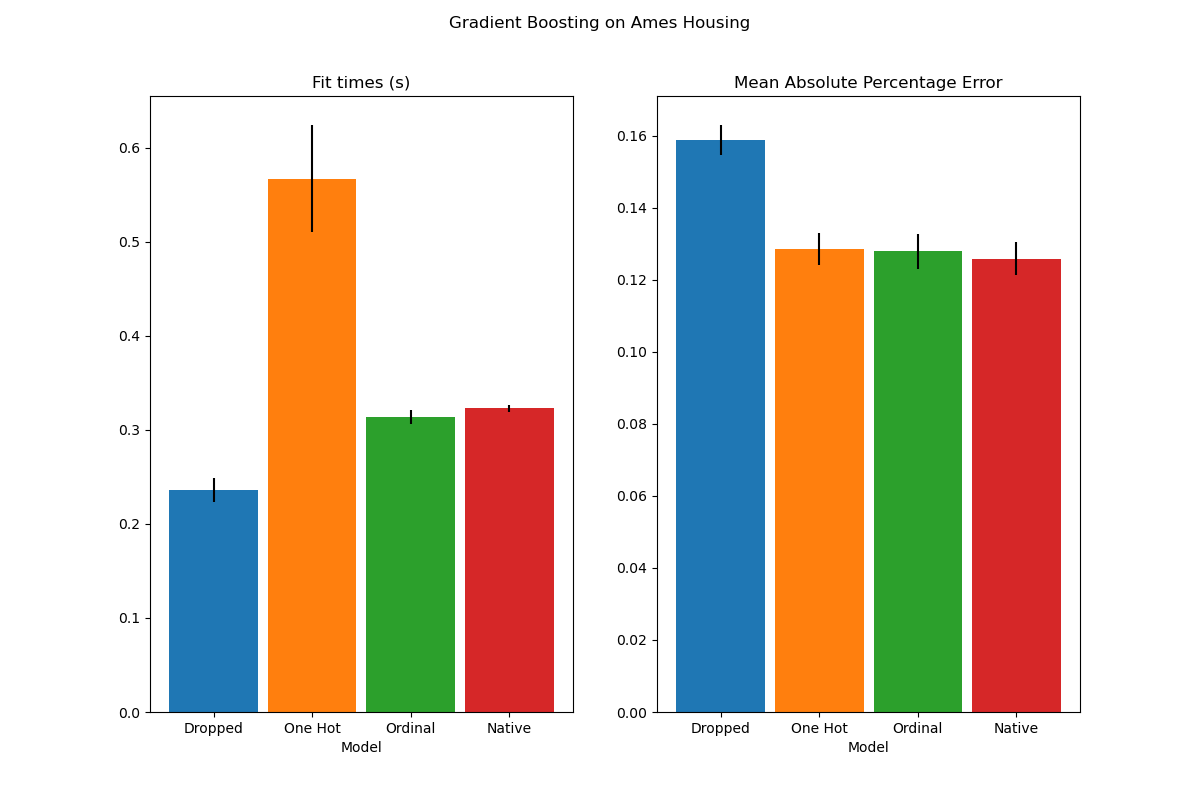 Gradient Boosting on Ames Housing
Fit times (s)
0.6
0.5
0.4
0.3
0.2
0.1
0.0
Dropped One Hot Ordinal Native
Model
Mean Absolute Percentage Error
0.16
0.14
0.12
0.10
0.08
0.06
0.04
0.02
0.00
Dropped One Hot Ordinal Native
Model